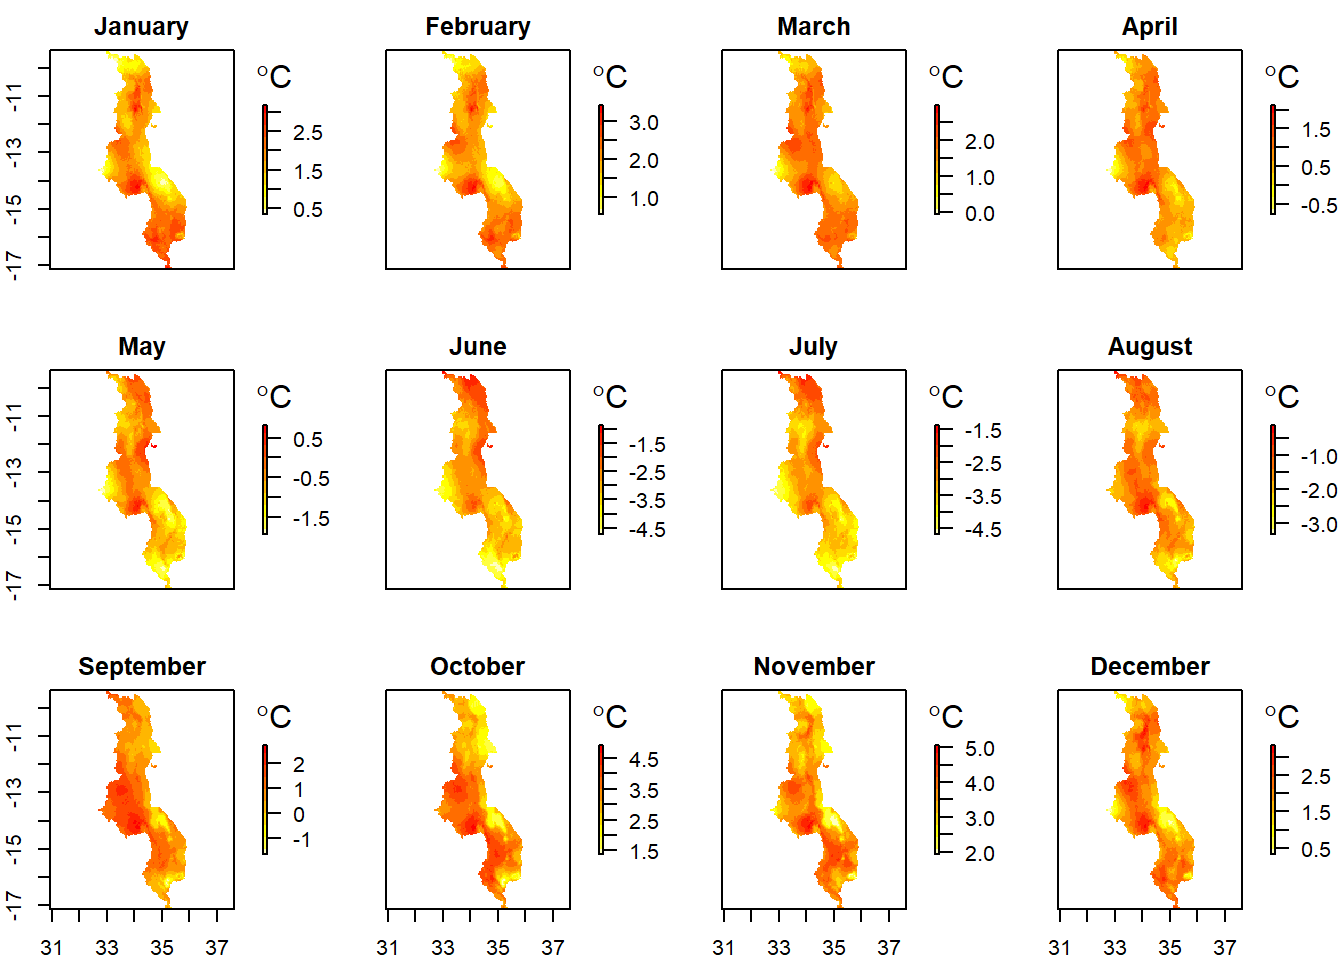 January February March April
°C °C °C °C
-11 -13 -15 -17
2.5 1.5 0.5
3.0 2.0 1.0
2.0 1.0 0.0
1.5 0.5 -0.5
May June July August
°C °C °C °C
-11 -13 -15 -17
0.5 -0.5 -1.5
-1.5 -2.5 -3.5 -4.5
-1.5 -2.5 -3.5 -4.5
-1.0 -2.0 -3.0
September October November December
°C °C °C °C
-11 -13 -15 -17
2 1 0 -1
4.5 3.5 2.5 1.5
5.0 4.0 3.0 2.0
2.5 1.5 0.5
31 33 35 37 31 33 35 37 31 33 35 37 31 33 35 37